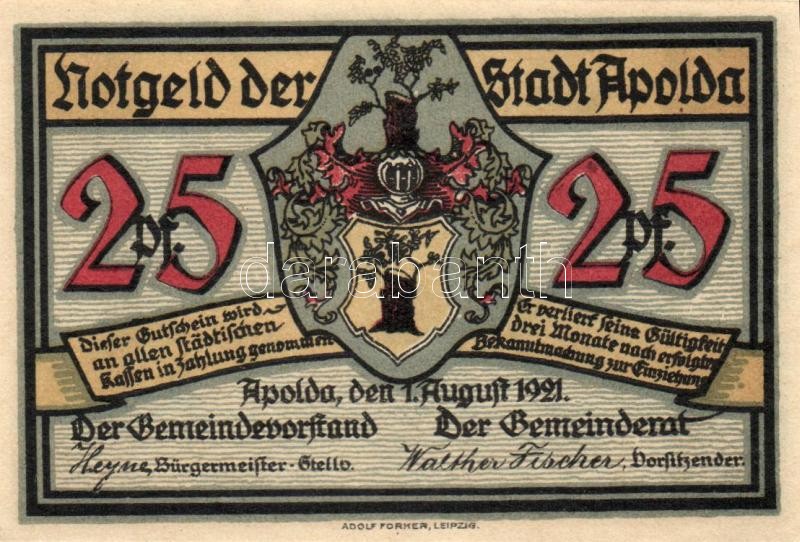 Notgeld der Stadt Apolda
25 Pf.
25 Pf.
Dieser Gutschein wird
an allen städtischen
Kassen in Zahlung genommen
Er verliert seine Gültigkeit
drei Monate nach erfolgter
Bekanntmachung zur Einziehung
Apolda, den 1. August 1921.
Der Gemeindevorstand
Der Gemeinderat
Heyne, Bürgermeister-Stellv.
Walther Fischer, Vorsitzender.
ADOLF FORKER, LEIPZIG.
darabanth